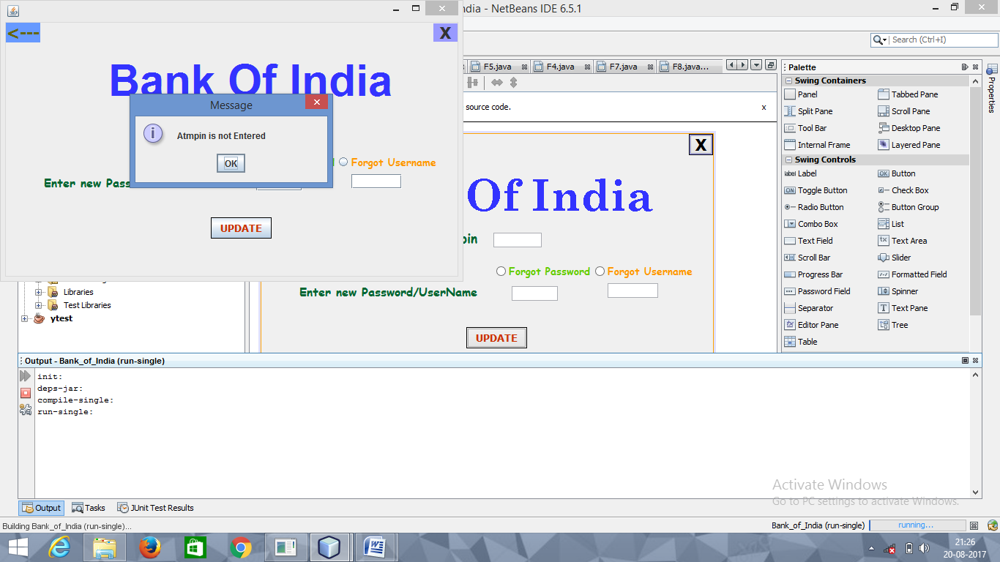 India - NetBeans IDE 6.5.1
<---
X
Search (Ctrl+I)
Bank Of India
F5.java
F4.java
F7.java
F8.java...
Palette
Properties
source code.
x
Message
Atmpin is not Entered
OK
Forgot Username
Enter new Pass
UPDATE
X
Of India
pin
Forgot Password
Forgot Username
Enter new Password/UserName
UPDATE
Swing Containers
Panel
Tabbed Pane
Split Pane
Scroll Pane
Tool Bar
Desktop Pane
Internal Frame
Layered Pane
Swing Controls
label Label
OK Button
ON Toggle Button
Check Box
Radio Button
Button Group
Combo Box
List
Text Field
Text Area
Scroll Bar
Slider
Progress Bar
Formatted Field
Password Field
Spinner
Separator
T Text Pane
Editor Pane
Tree
Table
Libraries
Test Libraries
ytest
Output - Bank_of_India (run-single)
init:
deps-jar:
compile-single:
run-single:
Activate Windows
Go to PC settings to activate Windows.
Output
Tasks
JUnit Test Results
Building Bank_of_India (run-single)...
Bank_of_India (run-single)
running...
21:26
20-08-2017